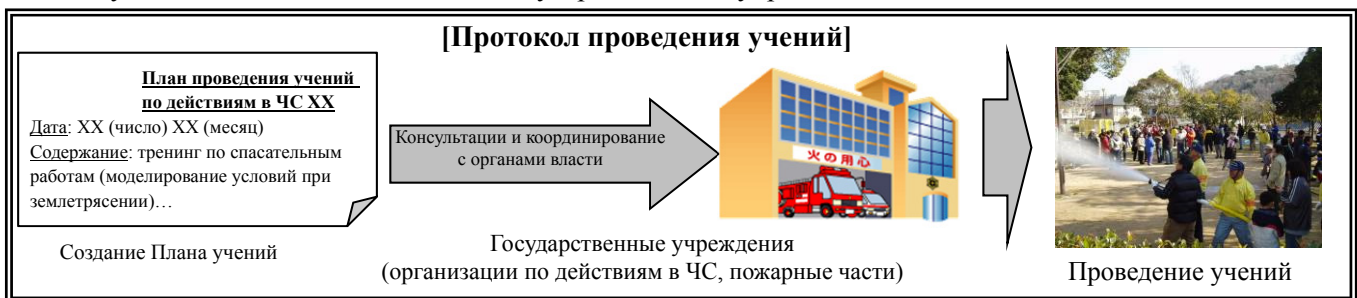 [Протокол проведения учений]
План проведения учений
по действиям в ЧС XX
Дата: XX (число) XX (месяц)
Содержание: тренинг по спасательным
работам (моделирование условий при
землетрясении)…
Создание Плана учений
Консультации и координирование
с органами власти
火の用心
Государственные учреждения
(организации по действиям в ЧС, пожарные части)
Проведение учений